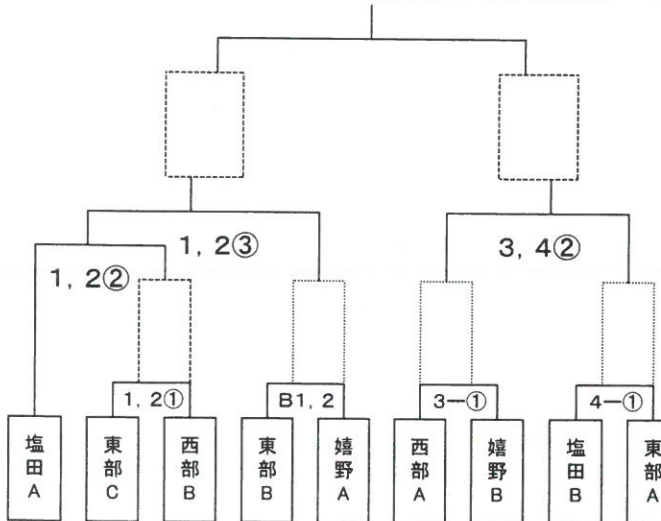 1, 2③
3, 4②
1, 2②
1, 2①
B1, 2
3―①
4―①
塩田A
東部C
西部B
東部B
嬉野A
西部A
嬉野B
塩田B
東部A